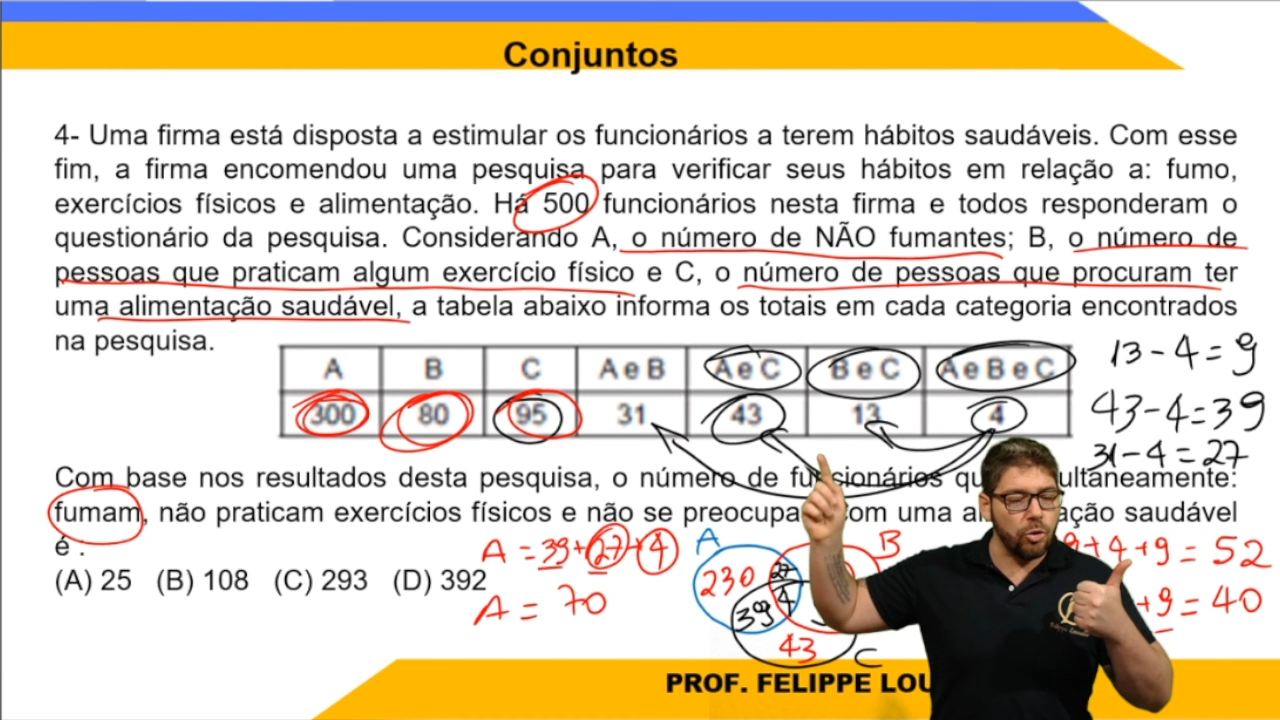 Conjuntos
4- Uma firma está disposta a estimular os funcionários a terem hábitos saudáveis. Com esse
fim, a firma encomendou uma pesquisa para verificar seus hábitos em relação a: fumo,
exercícios físicos e alimentação. Há 500 funcionários nesta firma e todos responderam o
questionário da pesquisa. Considerando A, o número de NÃO fumantes; B, o número de
pessoas que praticam algum exercício físico e C, o número de pessoas que procuram ter
uma alimentação saudável, a tabela abaixo informa os totais em cada categoria encontrados
na pesquisa.
A B C A e B A e C B e C A e B e C
300 80 95 31 43 13 4
13 - 4 = 9
43 - 4 = 39
31 - 4 = 27
Com base nos resultados desta pesquisa, o número de
fumam, não praticam exercícios físicos e não se saudável
é :
(A) 25 (B) 108 (C) 293 (D) 392
A = 39 + 27 + 4
A = 70
A B
230 27
39 4
43 C
+ 4 + 9 = 52
+ 9 = 40
PROF. FELIPPE